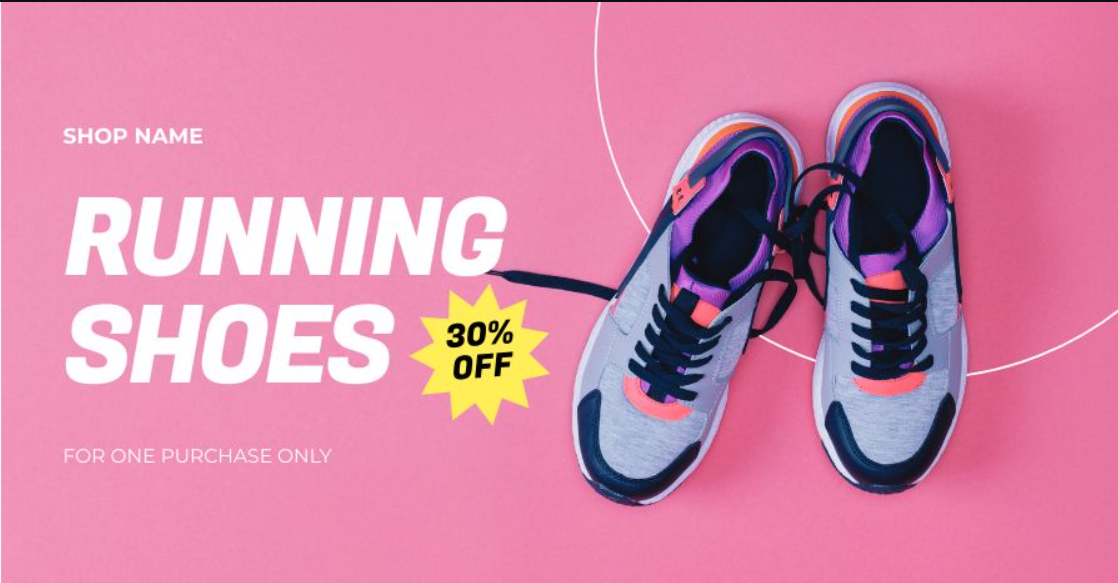 SHOP NAME
RUNNING
SHOES
30%
OFF
FOR ONE PURCHASE ONLY